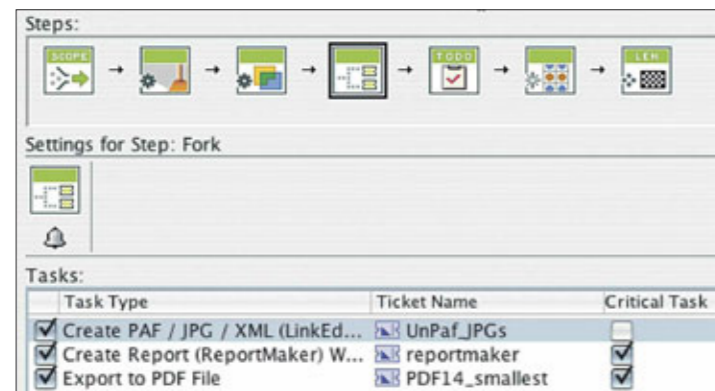 Steps:
SCOPE
TODO
LEN
Settings for Step: Fork
Tasks:
Task Type Ticket Name Critical Task
Create PAF / JPG / XML (LinkEd... UnPaf_JPGs
Create Report (ReportMaker) W... reportmaker
Export to PDF File PDF14_smallest